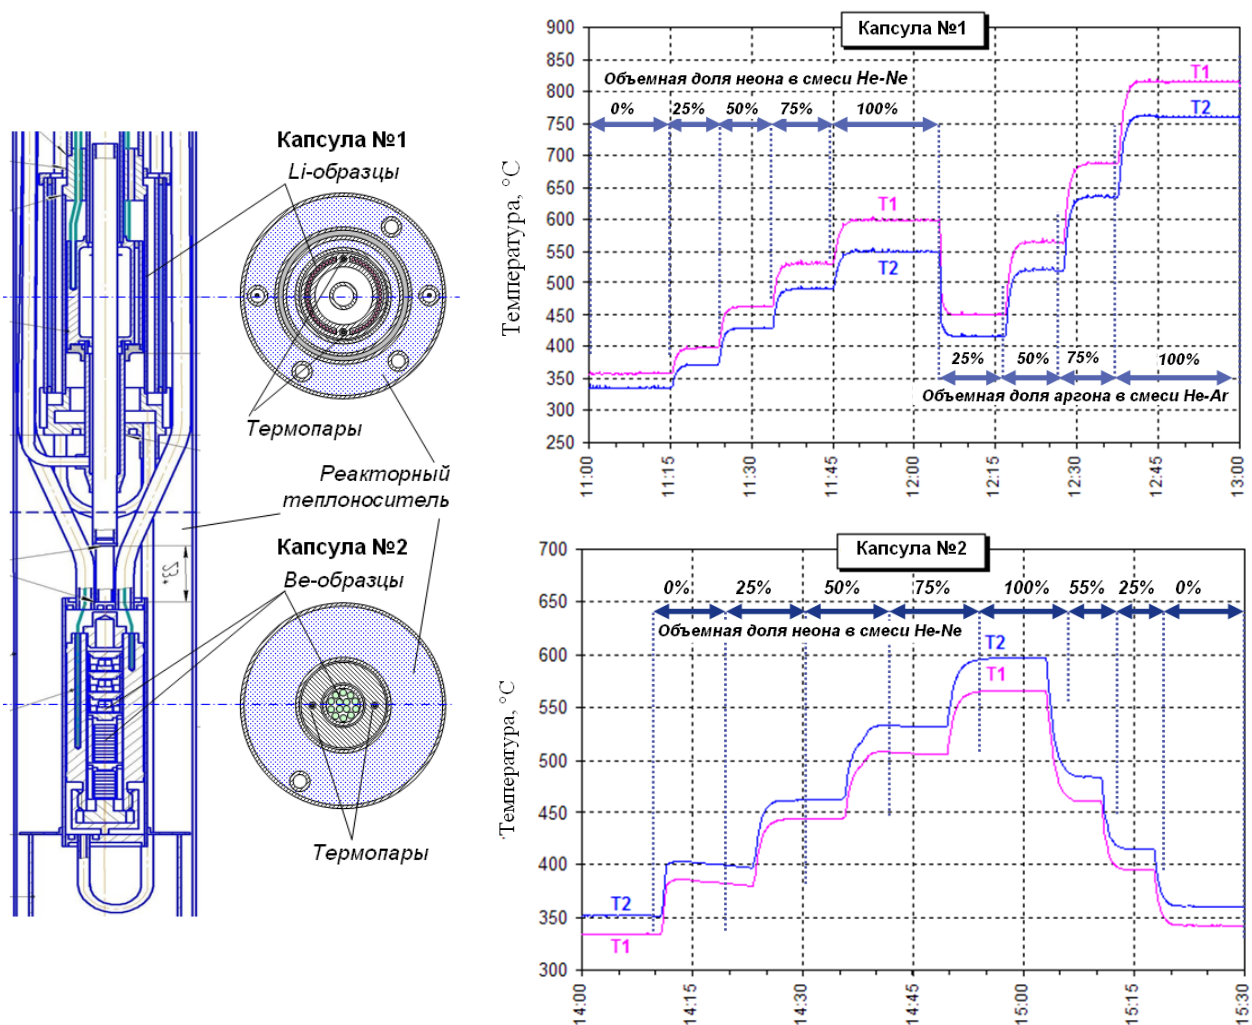 Капсула №1
Li-образцы
Термопары
Реакторный
теплоноситель
Капсула №2
Be-образцы
Термопары
Капсула №1
Температура, °C
900
850
800
750
700
650
600
550
500
450
400
350
300
250
Объемная доля неона в смеси He-Ne
0% 25% 50% 75% 100%
T1
T2
T1
T2
25% 50% 75% 100%
Объемная доля аргона в смеси He-Ar
11:00 11:15 11:30 11:45 12:00 12:15 12:30 12:45 13:00
Капсула №2
Температура, °C
700
650
600
550
500
450
400
350
300
0% 25% 50% 75% 100% 55% 25% 0%
Объемная доля неона в смеси He-Ne
T2
T1
T2
T1
14:00 14:15 14:30 14:45 15:00 15:15 15:30